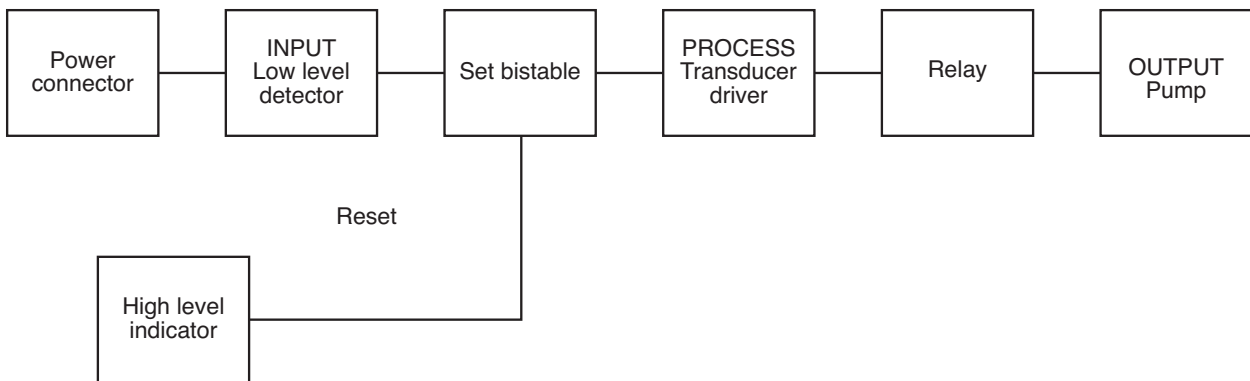 Power
connector
INPUT
Low level
detector
Set bistable
PROCESS
Transducer
driver
Relay
OUTPUT
Pump
Reset
High level
indicator